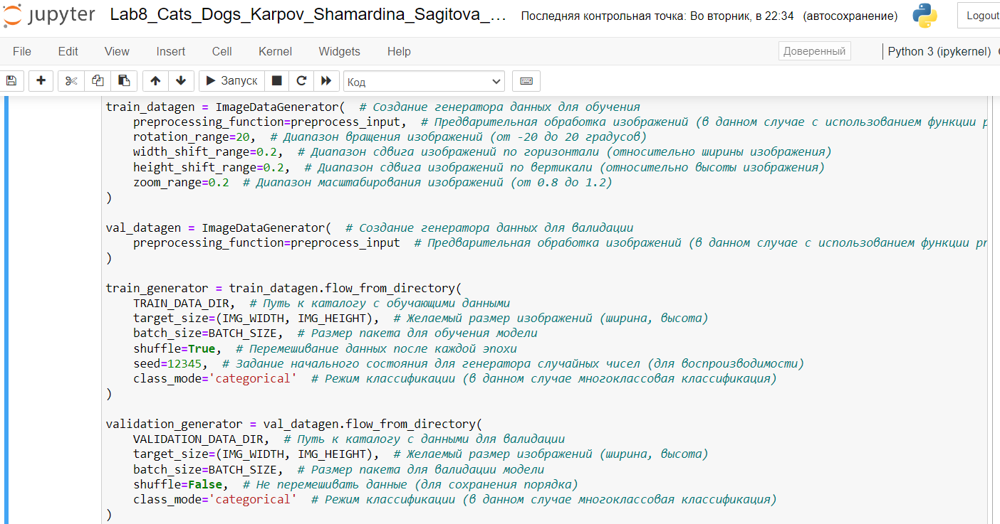 jupyter Lab8_Cats_Dogs_Karpov_Shamardina_Sagitova_... Последняя контрольная точка: Во вторник, в 22:34 (автосохранение) Logout
File Edit View Insert Cell Kernel Widgets Help Доверенный Python 3 (ipykernel)
Запуск Код
train_datagen = ImageDataGenerator(  # Создание генератора данных для обучения
    preprocessing_function=preprocess_input,  # Предварительная обработка изображений (в данном случае с использованием функции p
    rotation_range=20,  # Диапазон вращения изображений (от -20 до 20 градусов)
    width_shift_range=0.2,  # Диапазон сдвига изображений по горизонтали (относительно ширины изображения)
    height_shift_range=0.2,  # Диапазон сдвига изображений по вертикали (относительно высоты изображения)
    zoom_range=0.2  # Диапазон масштабирования изображений (от 0.8 до 1.2)
)
val_datagen = ImageDataGenerator(  # Создание генератора данных для валидации
    preprocessing_function=preprocess_input  # Предварительная обработка изображений (в данном случае с использованием функции pr
)
train_generator = train_datagen.flow_from_directory(
    TRAIN_DATA_DIR,  # Путь к каталогу с обучающими данными
    target_size=(IMG_WIDTH, IMG_HEIGHT),  # Желаемый размер изображений (ширина, высота)
    batch_size=BATCH_SIZE,  # Размер пакета для обучения модели
    shuffle=True,  # Перемешивание данных после каждой эпохи
    seed=12345,  # Задание начального состояния для генератора случайных чисел (для воспроизводимости)
    class_mode='categorical'  # Режим классификации (в данном случае многоклассовая классификация)
)
validation_generator = val_datagen.flow_from_directory(
    VALIDATION_DATA_DIR,  # Путь к каталогу с данными для валидации
    target_size=(IMG_WIDTH, IMG_HEIGHT),  # Желаемый размер изображений (ширина, высота)
    batch_size=BATCH_SIZE,  # Размер пакета для валидации модели
    shuffle=False,  # Не перемешивать данные (для сохранения порядка)
    class_mode='categorical'  # Режим классификации (в данном случае многоклассовая классификация)
)